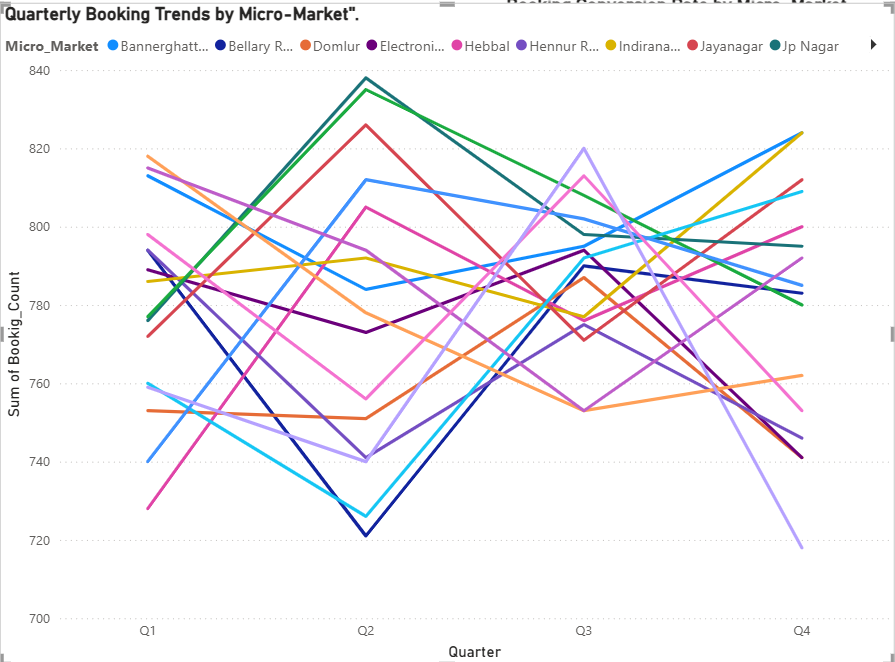 Quarterly Booking Trends by Micro-Market".
Micro_Market Bannerghatt... Bellary R... Domlur Electroni... Hebbal Hennur R... Indirana... Jayanagar Jp Nagar
840
820
800
780
760
740
720
700
Sum of Bookig_Count
Q1 Q2 Q3 Q4
Quarter